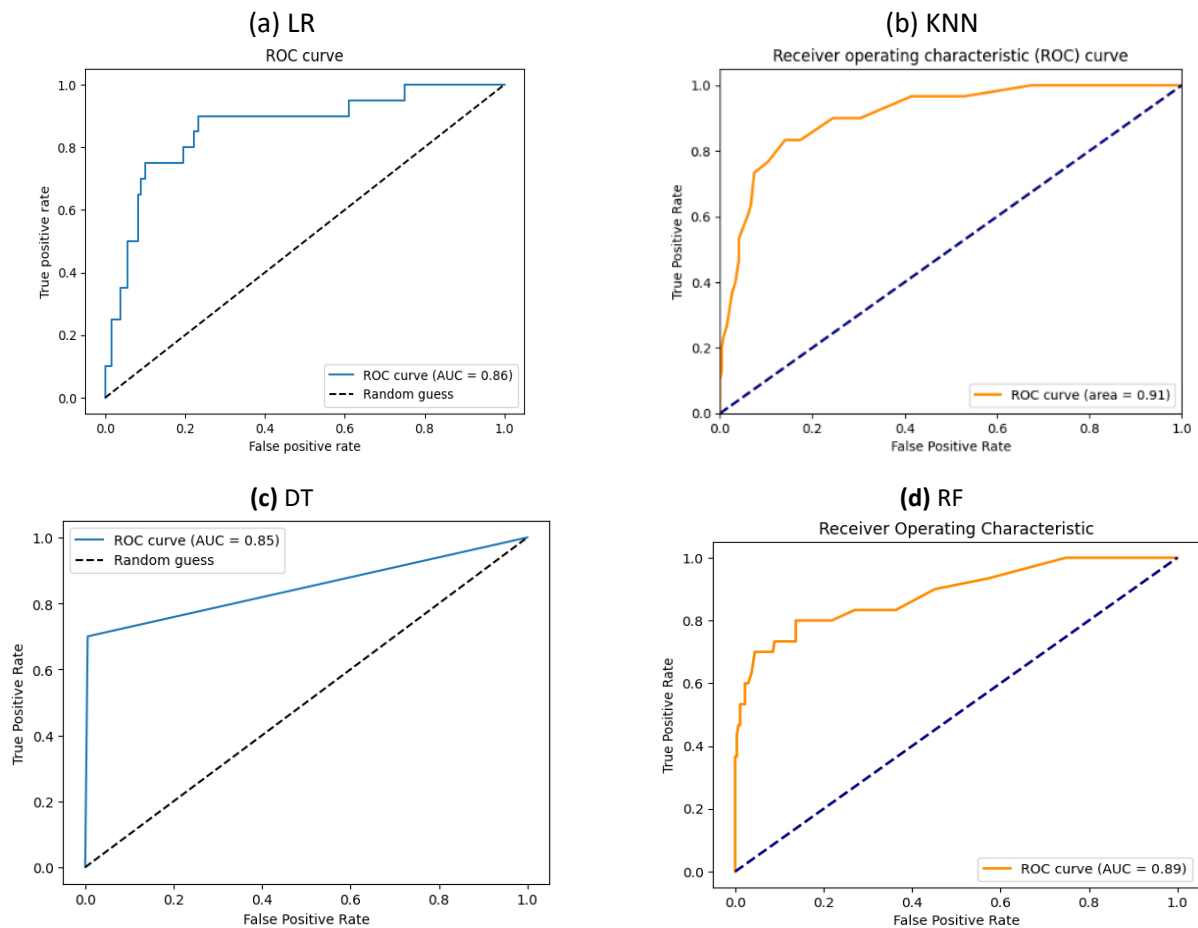 (a) LR
ROC curve
1.0
0.8
0.6
0.4
0.2
0.0
True positive rate
ROC curve (AUC = 0.86)
Random guess
0.0 0.2 0.4 0.6 0.8 1.0
False positive rate
(b) KNN
Receiver operating characteristic (ROC) curve
1.0
0.8
0.6
0.4
0.2
0.0
True Positive Rate
ROC curve (area = 0.91)
0.0 0.2 0.4 0.6 0.8 1.0
False Positive Rate
(c) DT
ROC curve (AUC = 0.85)
Random guess
1.0
0.8
0.6
0.4
0.2
0.0
True Positive Rate
0.0 0.2 0.4 0.6 0.8 1.0
False Positive Rate
(d) RF
Receiver Operating Characteristic
1.0
0.8
0.6
0.4
0.2
0.0
True Positive Rate
ROC curve (AUC = 0.89)
0.0 0.2 0.4 0.6 0.8 1.0
False Positive Rate